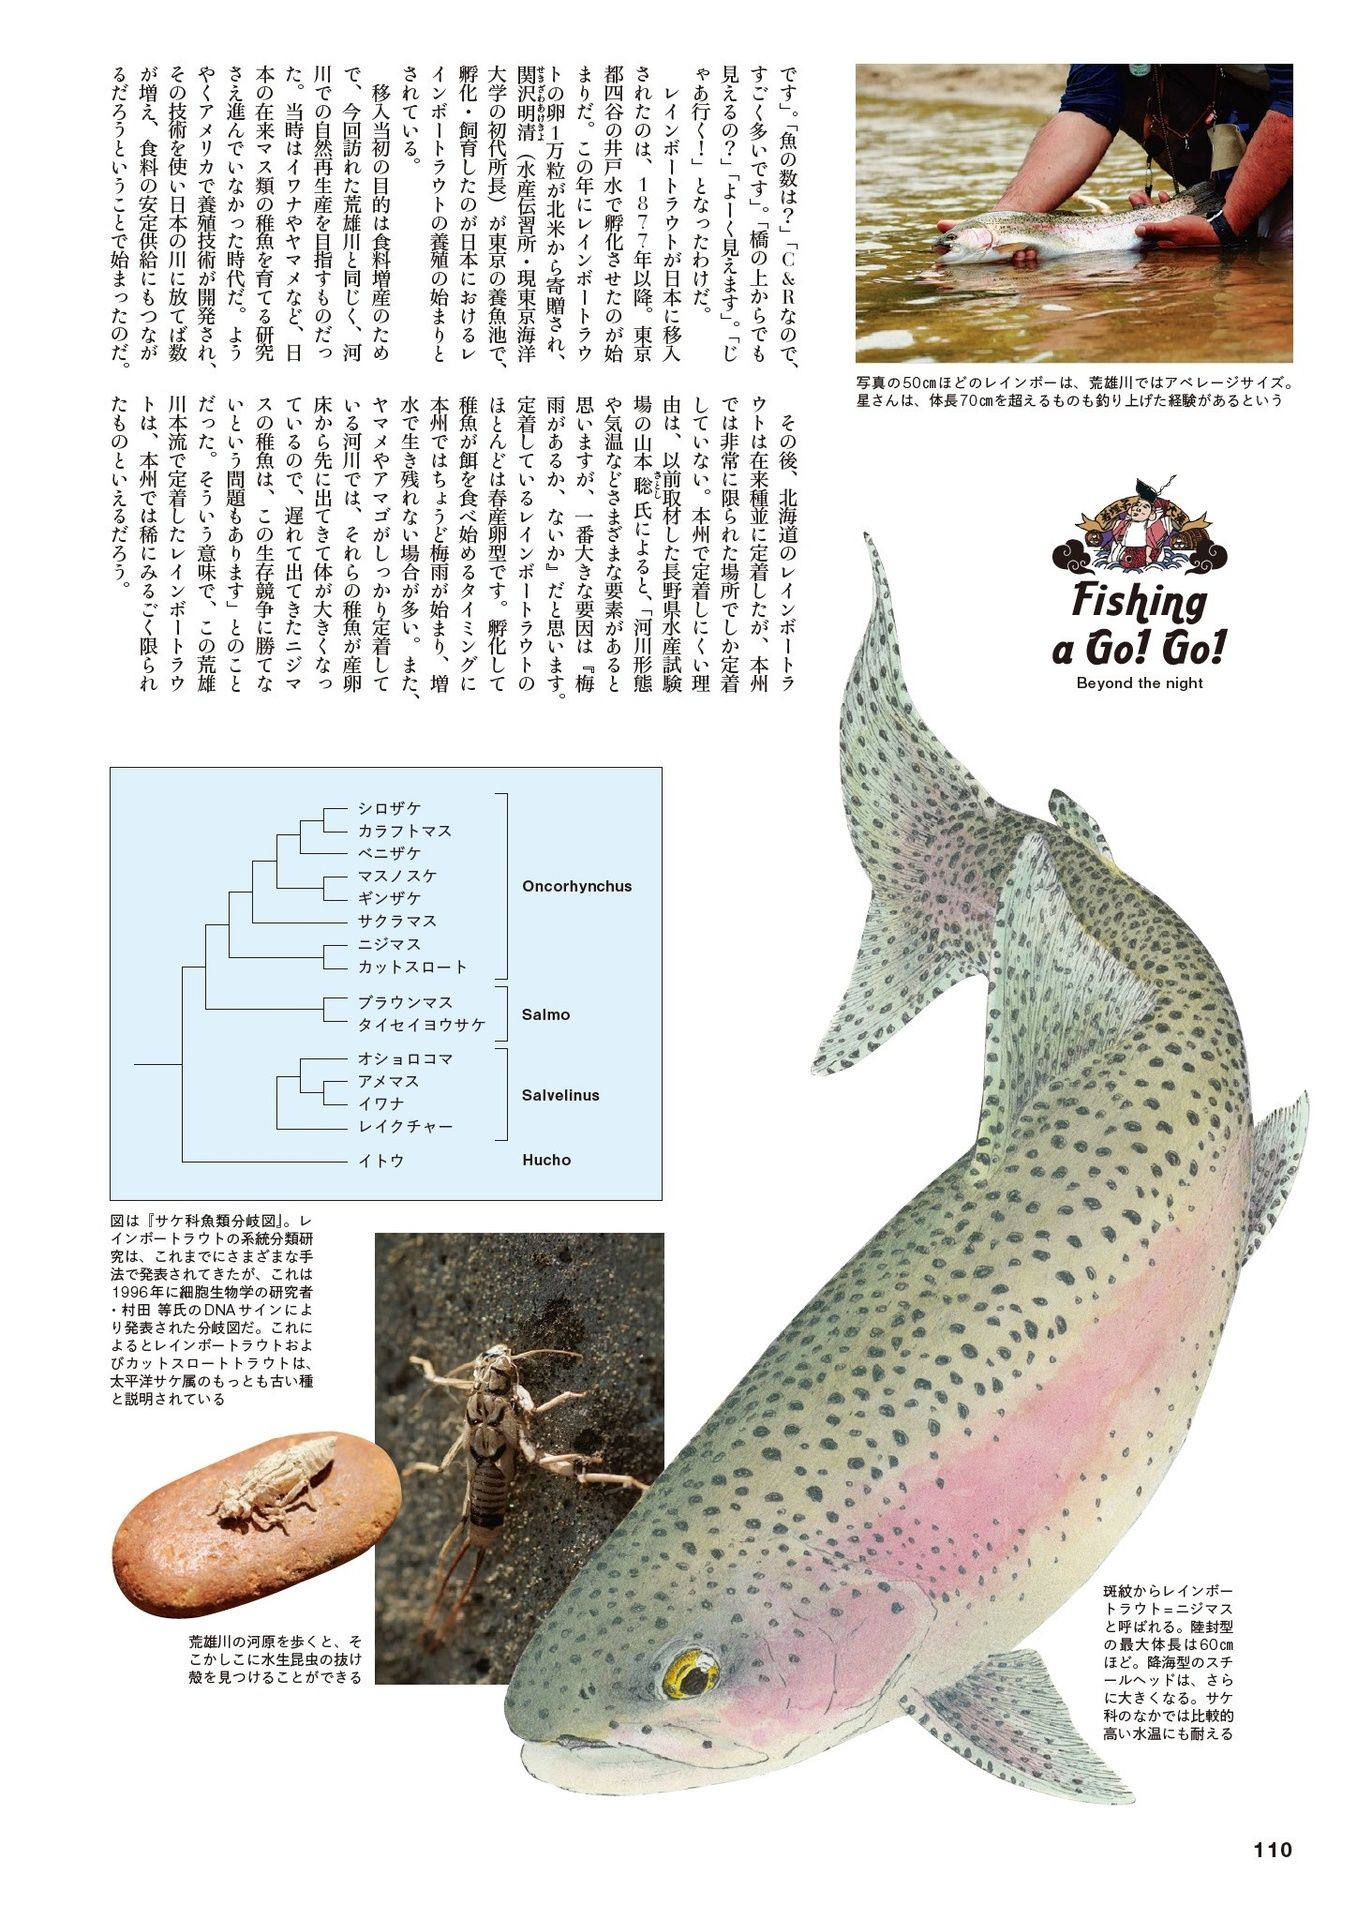 です」。「魚の数は？」「C&Rなので、
すごく多いです」。「橋の上からでも
見えるの？」「よーく見えます」。「じ
ゃあ行く！」となったわけだ。
レインボートラウトが日本に移入
されたのは、1877年以降。東京
都四谷の井戸水で孵化させたのが始
まりだ。この年にレインボートラウ
トの卵1万粒が北米から寄贈され、
関沢明清（水産伝習所・現東京海洋
せきざわあけきよ
大学の初代所長）が東京の養魚池で、
孵化・飼育したのが日本におけるレ
インボートラウトの養殖の始まりと
されている。
移入当初の目的は食料増産のため
で、今回訪れた荒雄川と同じく、河
川での自然再生産を目指すものだっ
た。当時はイワナやヤマメなど、日
本の在来マス類の稚魚を育てる研究
さえ進んでいなかった時代だ。よう
やくアメリカで養殖技術が開発され、
その技術を使い日本の川に放てば数
が増え、食料の安定供給にもつなが
るだろうということで始まったのだ。
その後、北海道のレインボートラ
ウトは在来種並に定着したが、本州
では非常に限られた場所でしか定着
していない。本州で定着しにくい理
由は、以前取材した長野県水産試験
場の山本 聡氏によると、「河川形態
さとし
や気温などさまざまな要素があると
思いますが、一番大きな要因は『梅
雨があるか、ないか』だと思います。
定着しているレインボートラウトの
ほとんどは春産卵型です。孵化して
稚魚が餌を食べ始めるタイミングに
本州ではちょうど梅雨が始まり、増
水で生き残れない場合が多い。また、
ヤマメやアマゴがしっかり定着して
いる河川では、それらの稚魚が産卵
床から先に出てきて体が大きくなっ
ているので、遅れて出てきたニジマ
スの稚魚は、この生存競争に勝てな
いという問題もあります」とのこと
だった。そういう意味で、この荒雄
川本流で定着したレインボートラウ
トは、本州では稀にみるごく限られ
たものといえるだろう。
写真の50㎝ほどのレインボーは、荒雄川ではアベレージサイズ。
星さんは、体長70㎝を超えるものも釣り上げた経験があるという
Fishing
a Go! Go!
Beyond the night
シロザケ
カラフトマス
ベニザケ
マスノスケ
ギンザケ
サクラマス
ニジマス
カットスロート
Oncorhynchus
ブラウンマス
タイセイヨウサケ
Salmo
オショロコマ
アメマス
イワナ
レイクチャー
Salvelinus
イトウ
Hucho
図は『サケ科魚類分岐図』。レ
インボートラウトの系統分類研
究は、これまでにさまざまな手
法で発表されてきたが、これは
1996年に細胞生物学の研究者
・村田 等氏のDNAサインによ
り発表された分岐図だ。これに
よるとレインボートラウトおよ
びカットスロートトラウトは、
太平洋サケ属のもっとも古い種
と説明されている
荒雄川の河原を歩くと、そ
こかしこに水生昆虫の抜け
殻を見つけることができる
斑紋からレインボー
トラウト=ニジマス
と呼ばれる。陸封型
の最大体長は60㎝
ほど。降海型のスチ
ールヘッドは、さら
に大きくなる。サケ
科のなかでは比較的
高い水温にも耐える
110